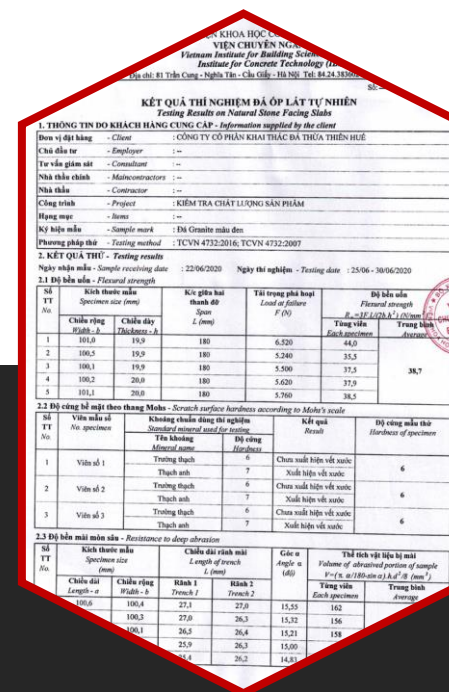 N KHOA HỌC C
VIỆN CHUYÊN NG
Vietnam Institute for Building Scien
Institute for Concrete Technology (I
Địa chỉ: 81 Trần Cung - Nghĩa Tân - Cầu Giấy - Hà Nội Tel: 84.24.38360
Số:
KẾT QUẢ THÍ NGHIỆM ĐÁ ỐP LÁT TỰ NHIÊN
Testing Results on Natural Stone Facing Slabs
1. THÔNG TIN DO KHÁCH HÀNG CUNG CẤP - Information supplied by the client
Đơn vị đặt hàng - Client : CÔNG TY CỔ PHẦN KHAI THÁC ĐÁ THỪA THIÊN HUẾ
Chủ đầu tư - Employer : --
Tư vấn giám sát - Consultant : --
Nhà thầu chính - Maincontractors : --
Nhà thầu - Contractor : --
Công trình - Project : KIỂM TRA CHẤT LƯỢNG SẢN PHẨM
Hạng mục - Items : --
Ký hiệu mẫu - Sample mark : Đá Granite màu đen
Phương pháp thử - Testing method : TCVN 4732:2016; TCVN 4732:2007
2. KẾT QUẢ THỬ - Testing results
Ngày nhận mẫu - Sample receiving date : 22/06/2020 Ngày thí nghiệm - Testing date : 25/06 - 30/06/2020
2.1 Độ bền uốn - Flexural strength
Số TT No. Kích thước mẫu Specimen size (mm) K/c giữa hai thanh đỡ Span L (mm) Tải trọng phá hoại Load at failure F (N) Độ bền uốn Flexural strength
Rᵤ=3F.L/(2b.h²) (N/mm²)
Chiều rộng Width - b Chiều dày Thickness - h Từng viên Each specimen Trung bình Average
1 101,0 19,9 180 6.520 44,0
2 100,5 19,9 180 5.240 35,5
3 100,1 19,9 180 5.500 37,5 38,7
4 100,2 20,0 180 5.620 37,9
5 101,1 20,0 180 5.760 38,5
2.2 Độ cứng bề mặt theo thang Mohs - Scratch surface hardness according to Mohs's scale
Số TT No. Viên mẫu số No. specimen Khoáng chuẩn dùng thí nghiệm Standard mineral used for testing Kết quả Result Độ cứng mẫu thử Hardness of specimen
Tên khoáng Mineral name Độ cứng Hardness
1 Viên số 1 Trường thạch 6 Chưa xuất hiện vết xước 6
Thạch anh 7 Xuất hiện vết xước
2 Viên số 2 Trường thạch 6 Chưa xuất hiện vết xước 6
Thạch anh 7 Xuất hiện vết xước
3 Viên số 3 Trường thạch 6 Chưa xuất hiện vết xước 6
Thạch anh 7 Xuất hiện vết xước
2.3 Độ bền mài mòn sâu - Resistance to deep abrasion
Số TT No. Kích thước mẫu Specimen size (mm) Chiều dài rãnh mài Length of trench L (mm) Góc α Angle α (độ) Thể tích vật liệu bị mài Volume of abrasived portion of sample
V=(π.α/180-sin α).h.d²/8 (mm³)
Chiều dài Length - a Chiều rộng Width - b Rãnh 1 Trench 1 Rãnh 2 Trench 2 Từng viên Each specimen Trung bình Average
100,6 100,4 27,1 27,0 15,55 162
100,3 27,0 26,3 15,32 156
100,1 26,5 26,4 15,21 158
25,9 26,3 15,00
25,4 26,2 14,81